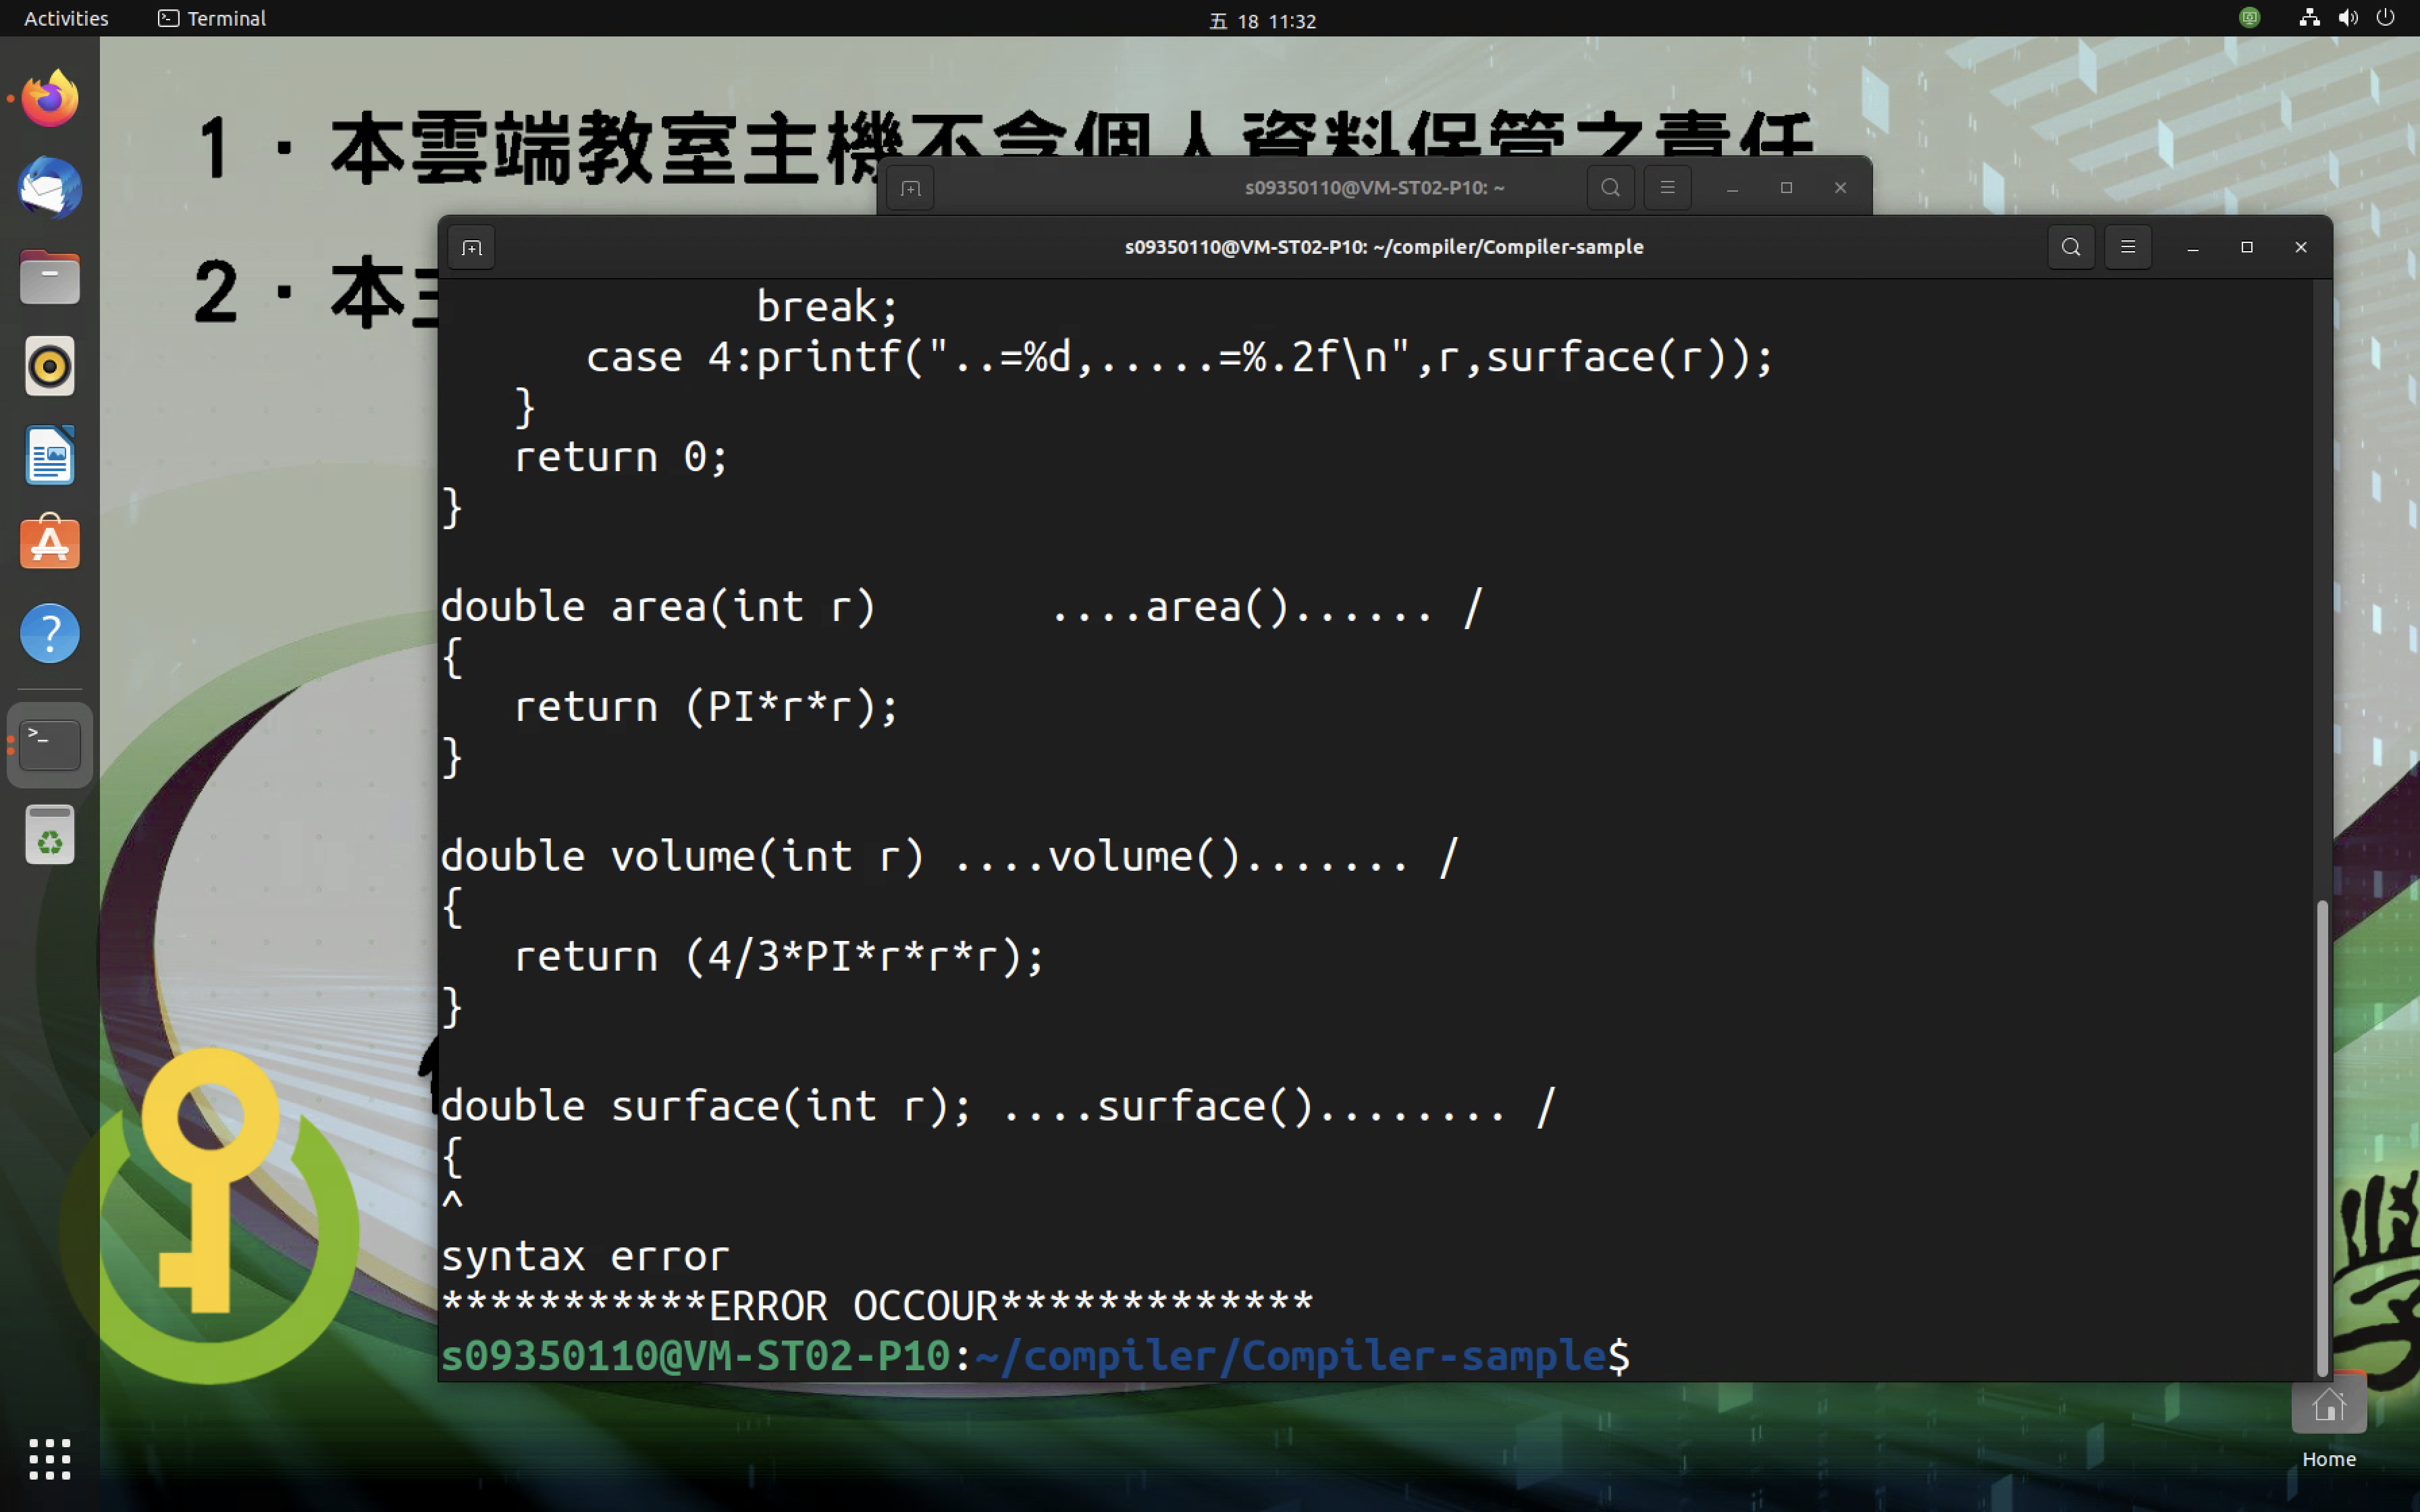 Activities
Terminal
五 18 11:32
1．本雲端教室主機不含個人資料保管之責任
s09350110@VM-ST02-P10: ~
2．本主
s09350110@VM-ST02-P10: ~/compiler/Compiler-sample
break;
case 4:printf("..=%d,.....=%.2f\n",r,surface(r));
}
return 0;
}
double area(int r) ....area()...... /
{
return (PI*r*r);
}
double volume(int r) ....volume()....... /
{
return (4/3*PI*r*r*r);
}
double surface(int r); ....surface()........ /
{
^
syntax error
***********ERROR OCCOUR*************
s09350110@VM-ST02-P10:~/compiler/Compiler-sample$
Home